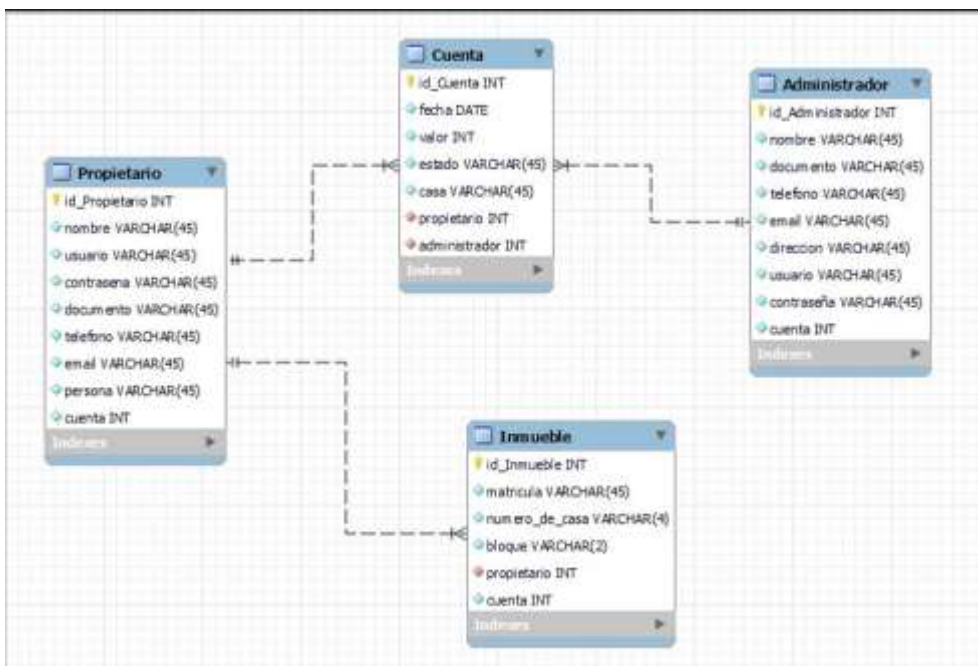 Cuenta
id_Cuenta INT
fecha DATE
valor INT
estado VARCHAR(45)
casa VARCHAR(45)
propietario INT
administrador INT
Indexes
Administrador
id_Administrador INT
nombre VARCHAR(45)
documento VARCHAR(45)
telefono VARCHAR(45)
email VARCHAR(45)
direccion VARCHAR(45)
usuario VARCHAR(45)
contraseña VARCHAR(45)
cuenta INT
Indexes
Propietario
id_Propietario INT
nombre VARCHAR(45)
usuario VARCHAR(45)
contrasena VARCHAR(45)
documento VARCHAR(45)
telefono VARCHAR(45)
email VARCHAR(45)
persona VARCHAR(45)
cuenta INT
Indexes
Inmueble
id_Inmueble INT
matricula VARCHAR(45)
numero_de_casa VARCHAR(4)
bloque VARCHAR(2)
propietario INT
cuenta INT
Indexes